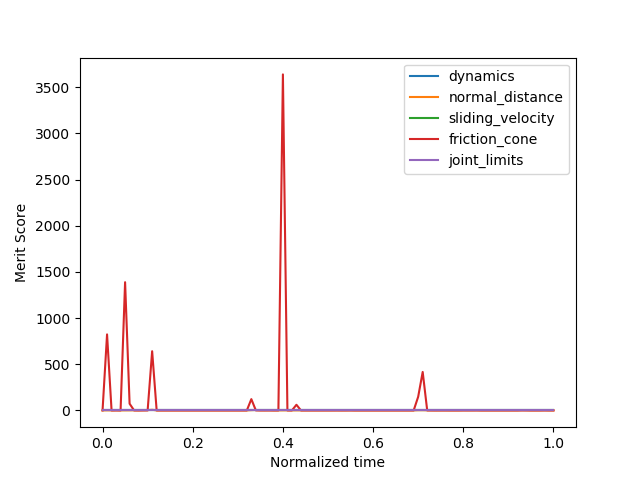 3500
3000
2500
2000
1500
1000
500
0
Merit Score
dynamics
normal_distance
sliding_velocity
friction_cone
joint_limits
0.0 0.2 0.4 0.6 0.8 1.0
Normalized time